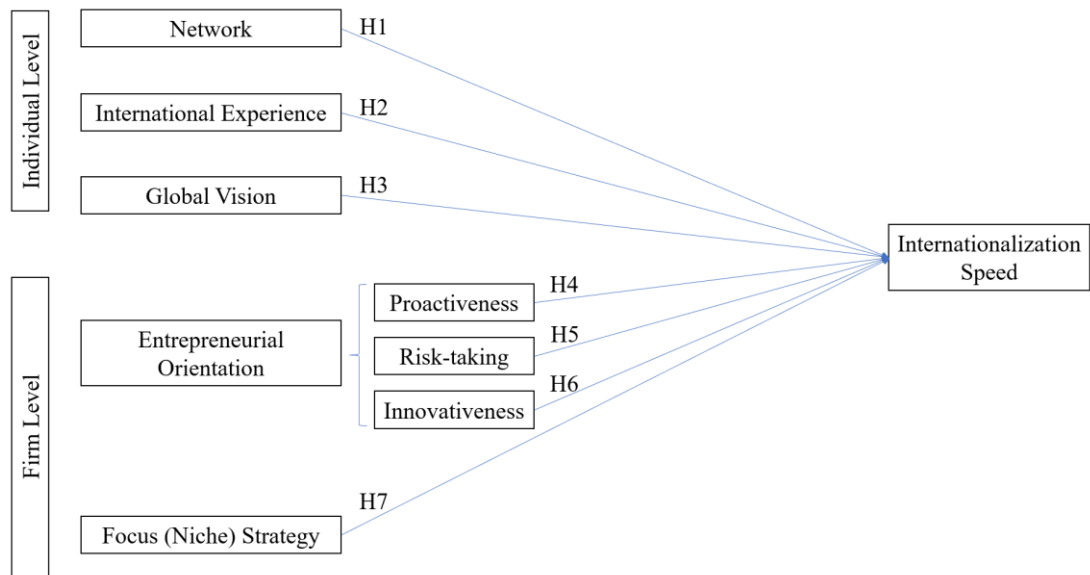 Individual Level
Network
H1
International Experience
H2
Global Vision
H3
Internationalization
Speed
Firm Level
Entrepreneurial
Orientation
Proactiveness
H4
Risk-taking
H5
Innovativeness
H6
Focus (Niche) Strategy
H7